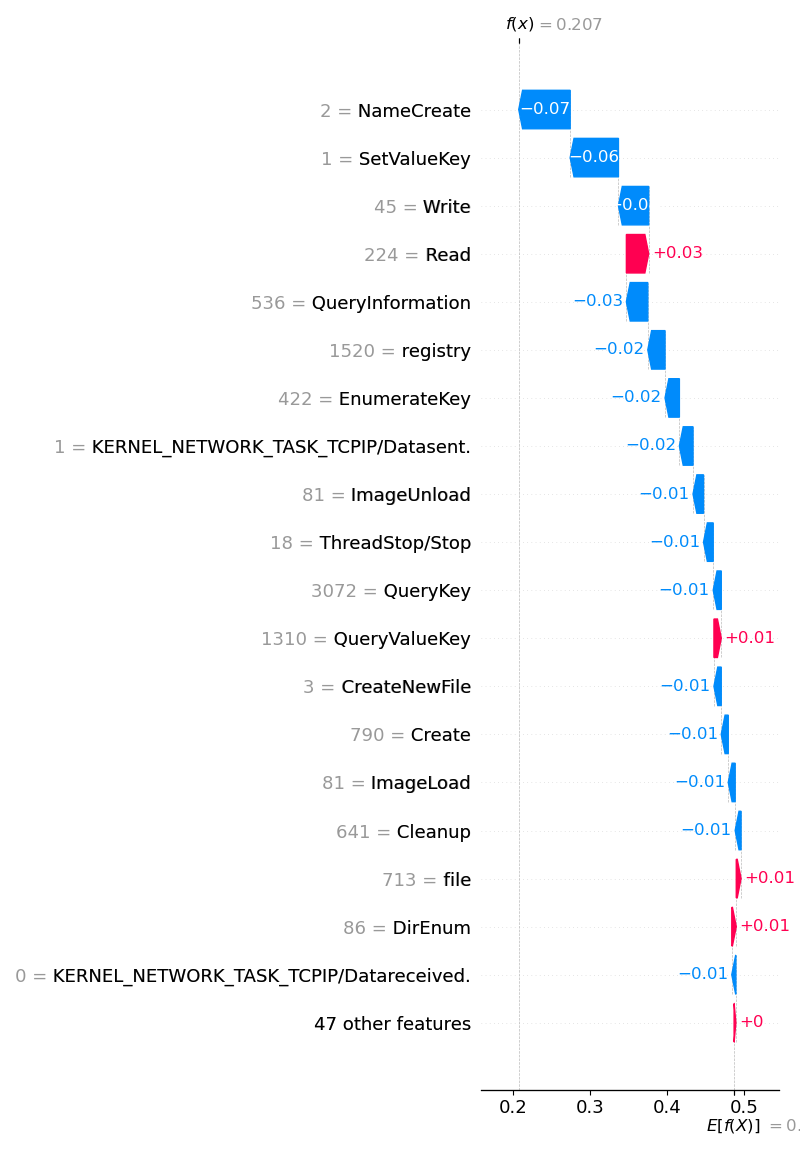 f(x) = 0.207
2 = NameCreate −0.07
1 = SetValueKey −0.06
45 = Write −0.0
224 = Read +0.03
536 = QueryInformation −0.03
1520 = registry −0.02
422 = EnumerateKey −0.02
1 = KERNEL_NETWORK_TASK_TCPIP/Datasent. −0.02
81 = ImageUnload −0.01
18 = ThreadStop/Stop −0.01
3072 = QueryKey −0.01
1310 = QueryValueKey +0.01
3 = CreateNewFile −0.01
790 = Create −0.01
81 = ImageLoad −0.01
641 = Cleanup −0.01
713 = file +0.01
86 = DirEnum +0.01
0 = KERNEL_NETWORK_TASK_TCPIP/Datareceived. −0.01
47 other features +0
0.2 0.3 0.4 0.5
E[f(X)] = 0.